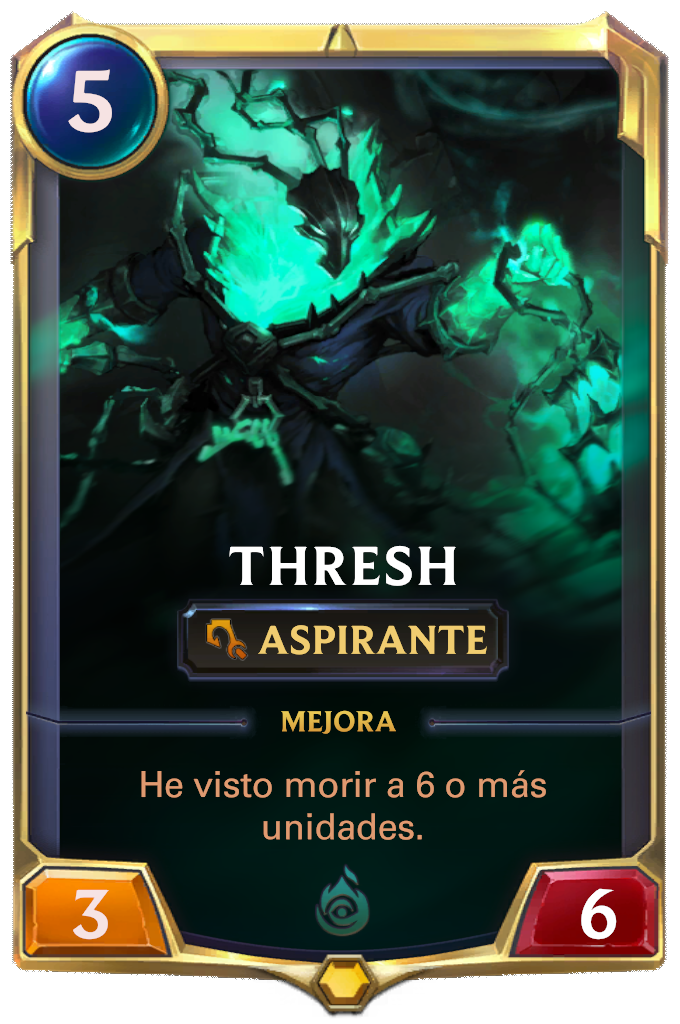 5
THRESH
ASPIRANTE
MEJORA
He visto morir a 6 o más
unidades.
3
6